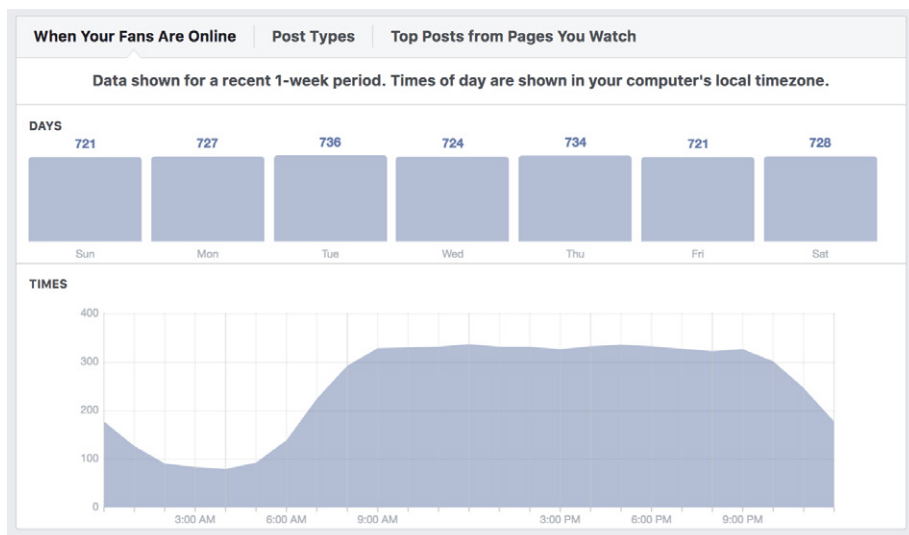 When Your Fans Are Online Post Types Top Posts from Pages You Watch
Data shown for a recent 1-week period. Times of day are shown in your computer's local timezone.
DAYS
721 727 736 724 734 721 728
Sun Mon Tue Wed Thu Fri Sat
TIMES
400
300
200
100
0
3:00 AM 6:00 AM 9:00 AM 3:00 PM 6:00 PM 9:00 PM